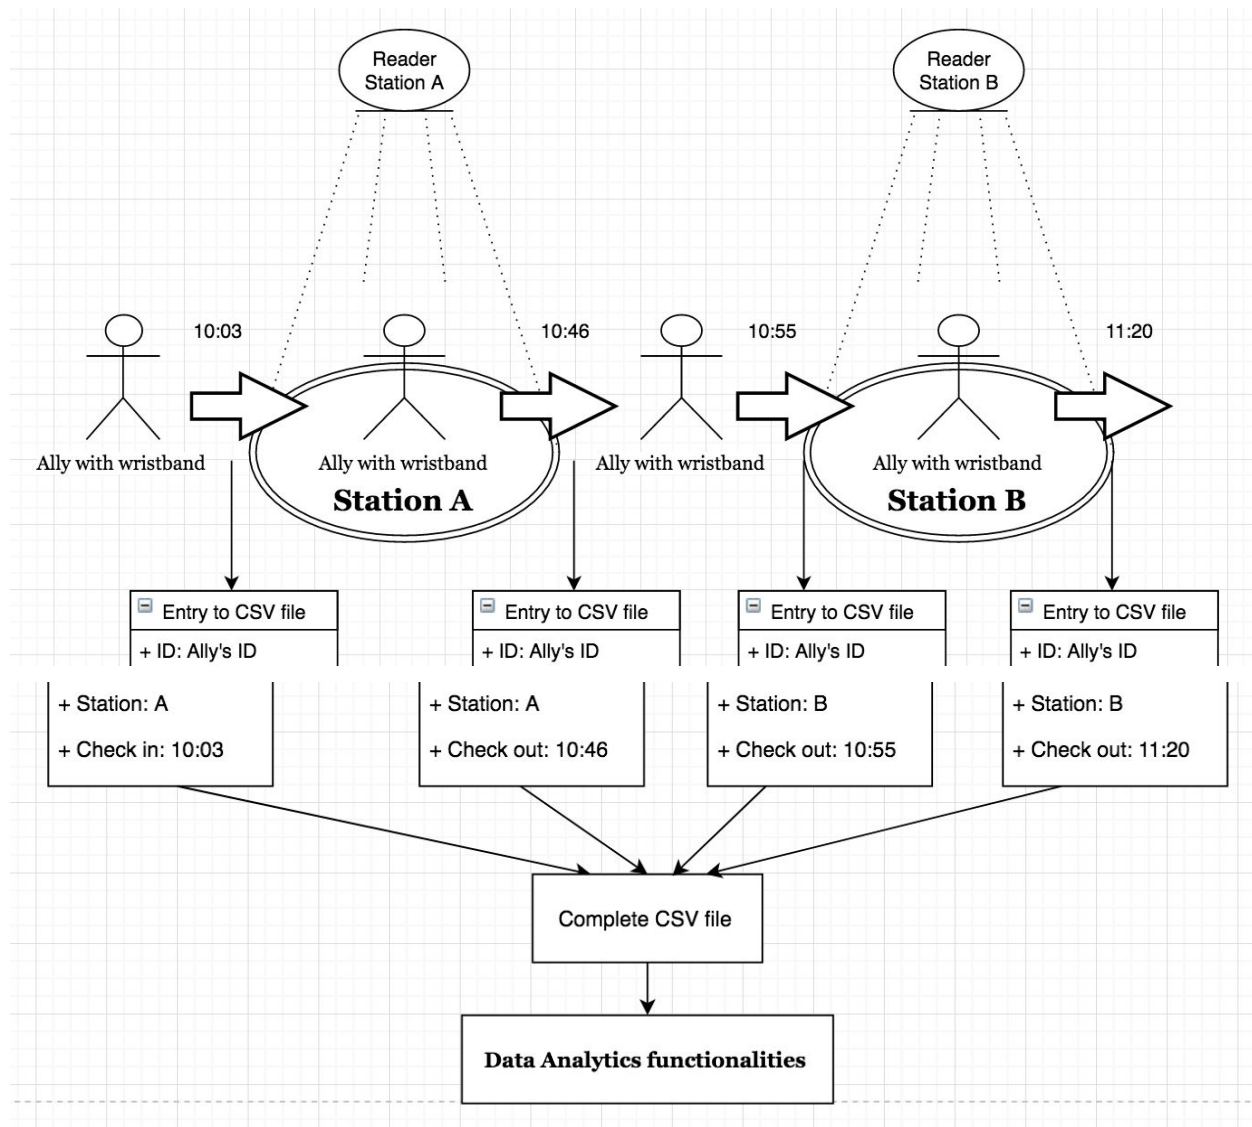 Reader
Station A
Reader
Station B
10:03
10:46
10:55
11:20
Ally with wristband
Ally with wristband
Ally with wristband
Ally with wristband
Station A
Station B
Entry to CSV file
Entry to CSV file
Entry to CSV file
Entry to CSV file
+ ID: Ally's ID
+ ID: Ally's ID
+ ID: Ally's ID
+ ID: Ally's ID
+ Station: A
+ Station: A
+ Station: B
+ Station: B
+ Check in: 10:03
+ Check out: 10:46
+ Check out: 10:55
+ Check out: 11:20
Complete CSV file
Data Analytics functionalities